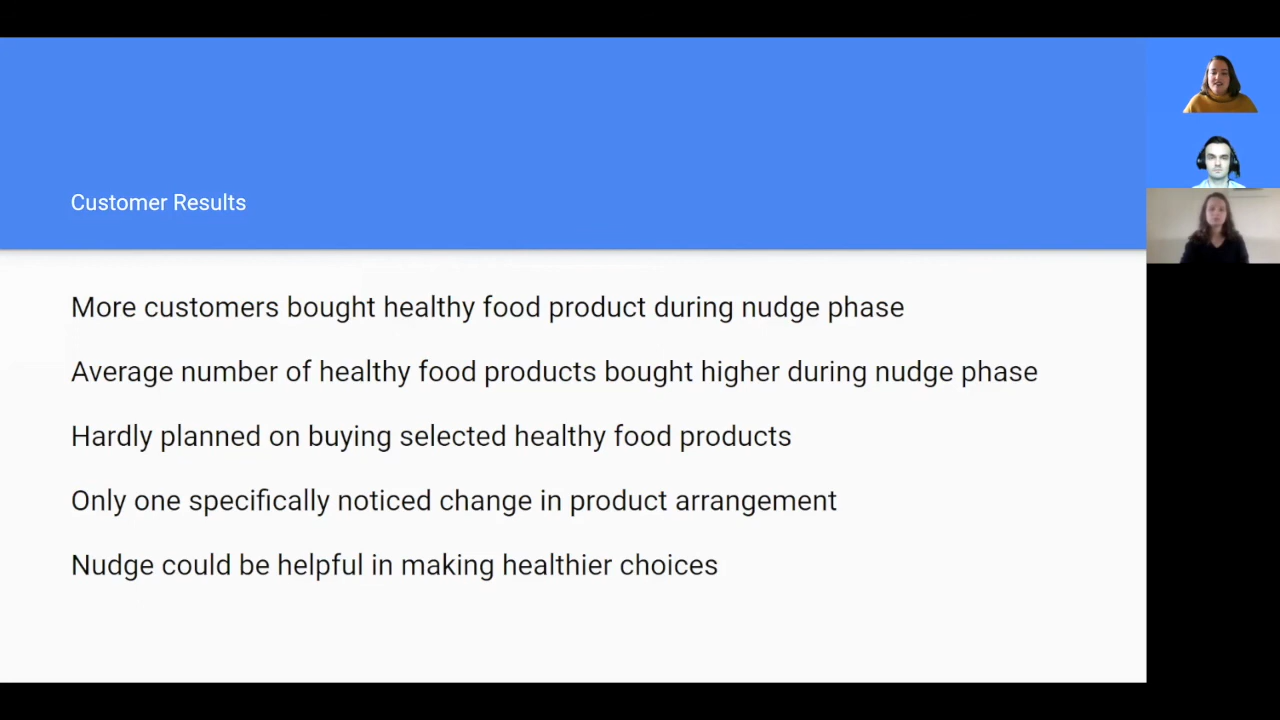 Customer Results
More customers bought healthy food product during nudge phase
Average number of healthy food products bought higher during nudge phase
Hardly planned on buying selected healthy food products
Only one specifically noticed change in product arrangement
Nudge could be helpful in making healthier choices